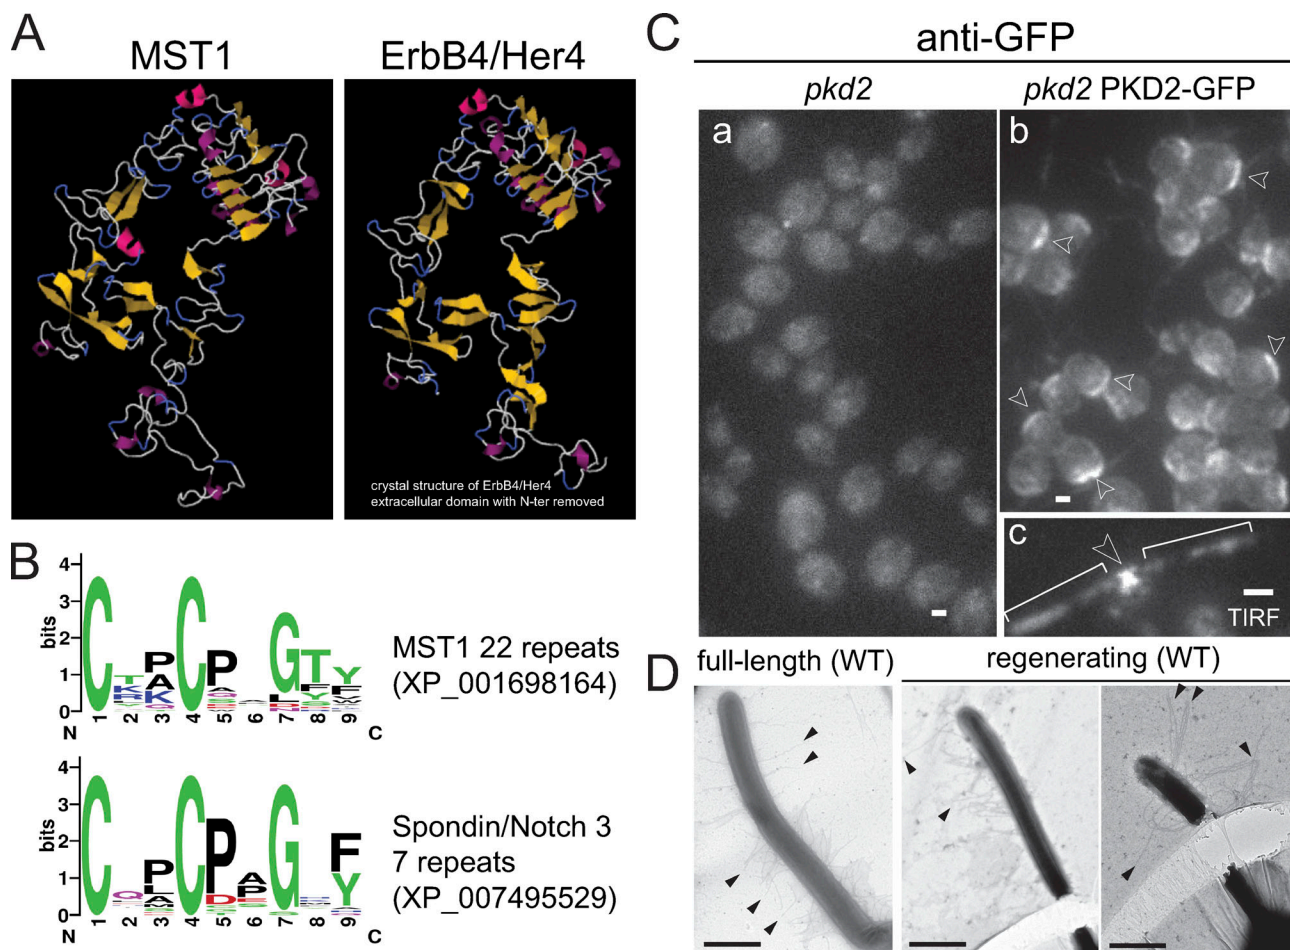 A
MST1
ErbB4/Her4
crystal structure of ErbB4/Her4
extracellular domain with N-ter removed
B
bits
4
3
2
1
0
N
1 2 3 4 5 6 7 8 9
C
MST1 22 repeats
(XP_001698164)
bits
4
3
2
1
0
N
1 2 3 4 5 6 7 8 9
C
Spondin/Notch 3
7 repeats
(XP_007495529)
C
anti-GFP
pkd2
pkd2 PKD2-GFP
a
b
c
TIRF
D
full-length (WT)
regenerating (WT)